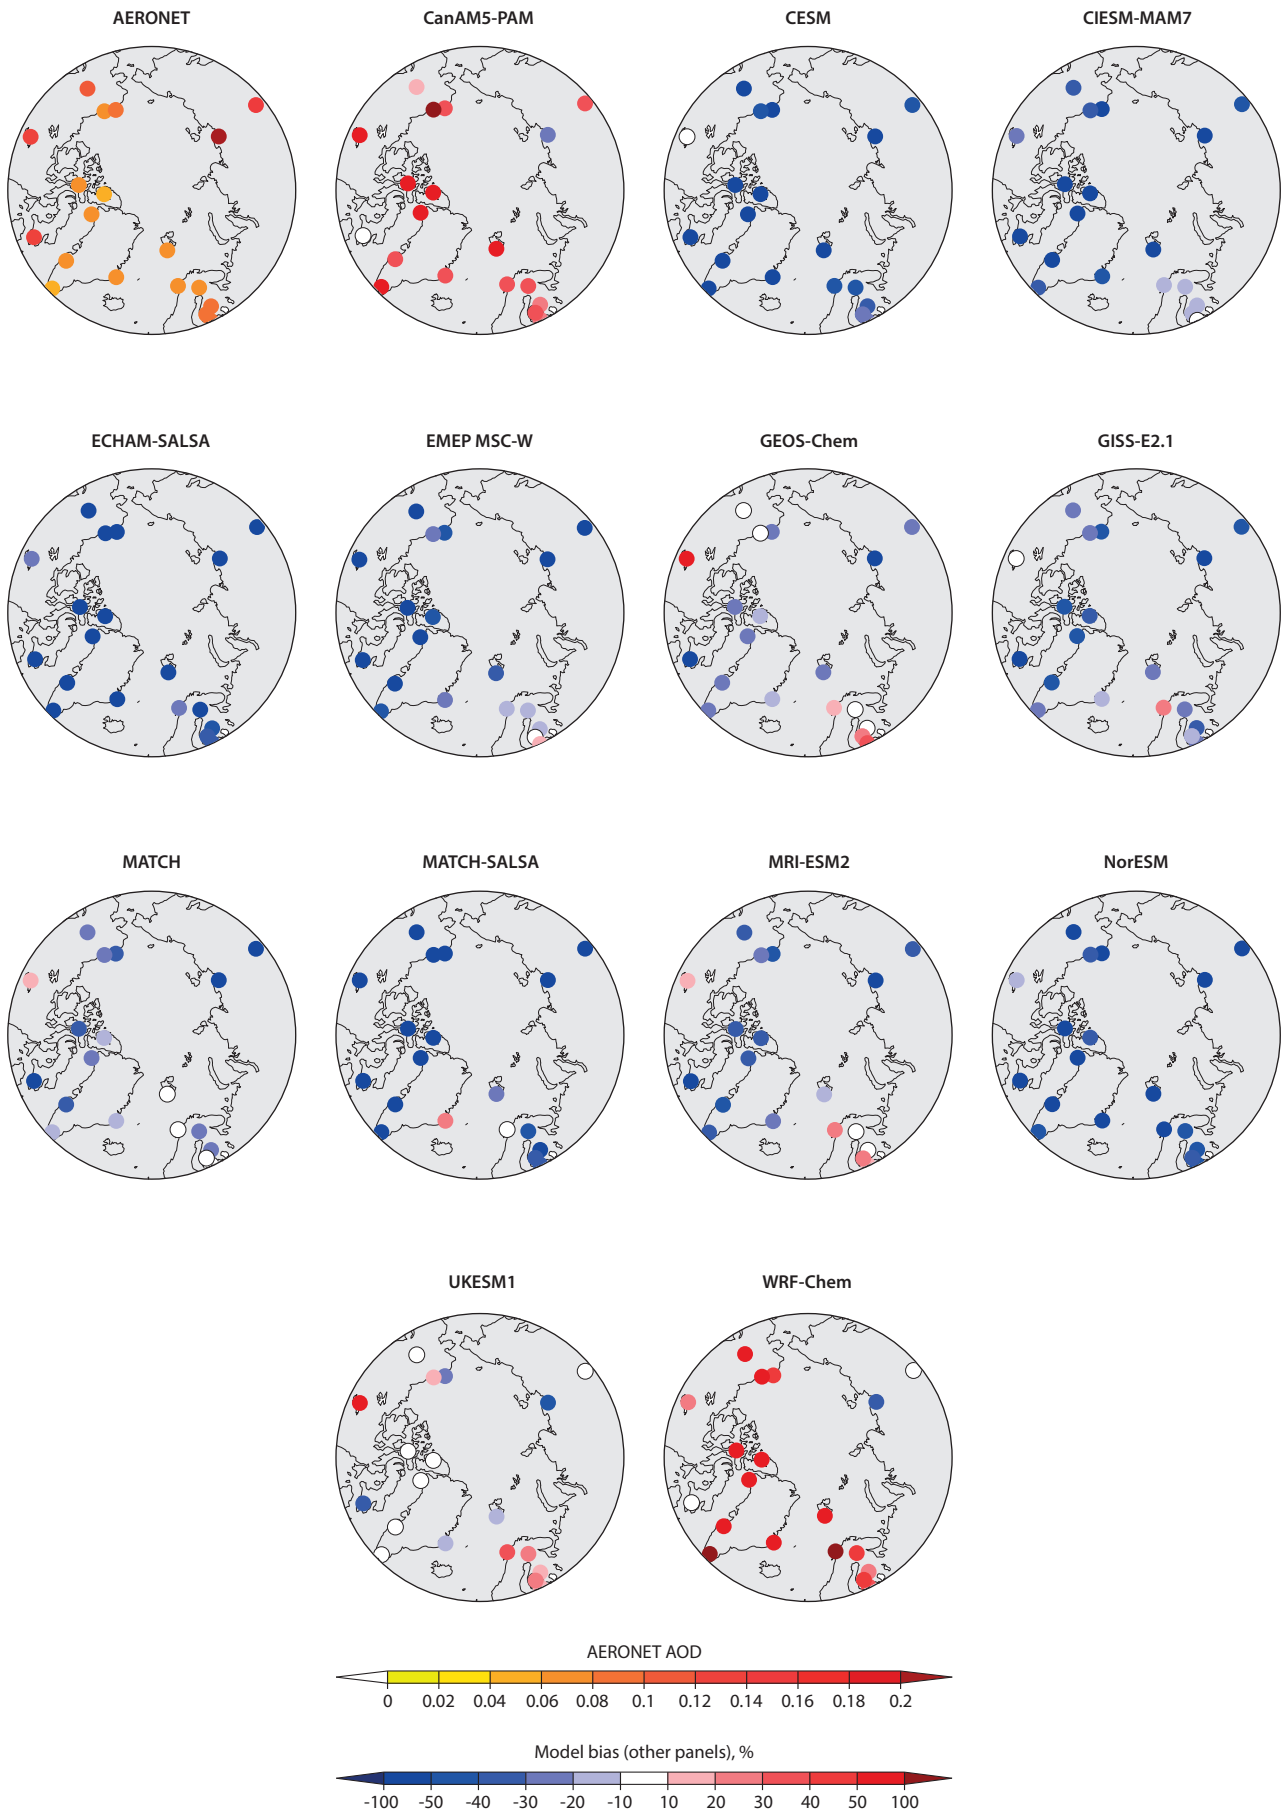 AERONET CanAM5-PAM CESM CIESM-MAM7
ECHAM-SALSA EMEP MSC-W GEOS-Chem GISS-E2.1
MATCH MATCH-SALSA MRI-ESM2 NorESM
UKESM1 WRF-Chem
AERONET AOD
0 0.02 0.04 0.06 0.08 0.1 0.12 0.14 0.16 0.18 0.2
Model bias (other panels), %
-100 -50 -40 -30 -20 -10 10 20 30 40 50 100